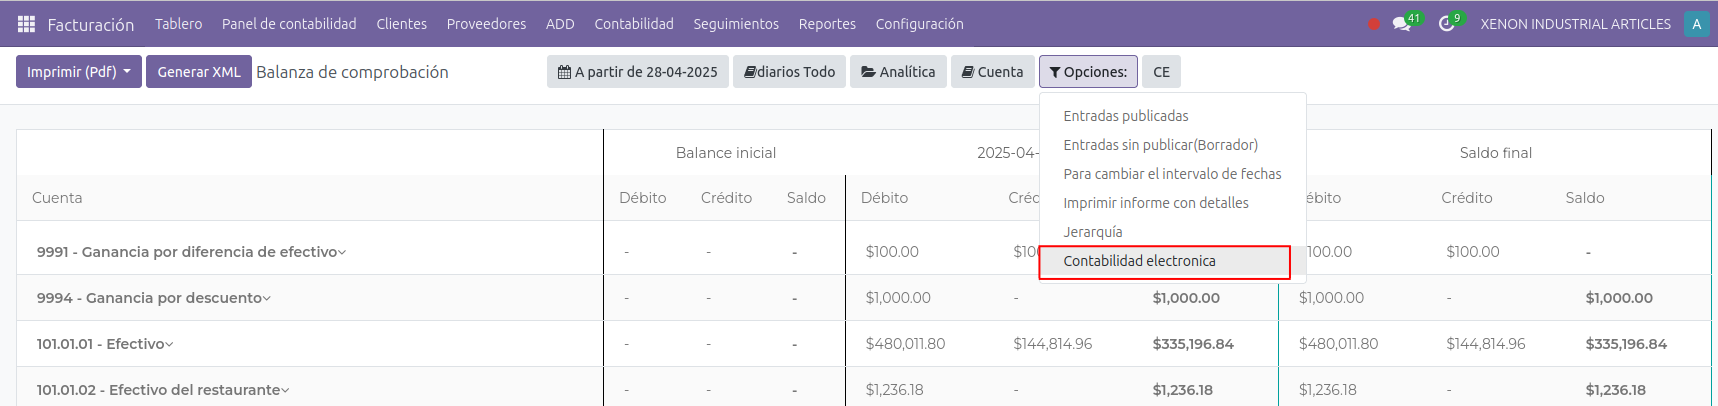 Facturación Tablero Panel de contabilidad Clientes Proveedores ADD Contabilidad Seguimientos Reportes Configuración 41 9 XENON INDUSTRIAL ARTICLES A
Imprimir (Pdf) Generar XML Balanza de comprobación A partir de 28-04-2025 diarios Todo Analítica Cuenta Opciones: CE
Entradas publicadas
Entradas sin publicar(Borrador)
Para cambiar el intervalo de fechas
Imprimir informe con detalles
Jerarquía
Contabilidad electronica
Balance inicial 2025-04- Saldo final
Cuenta Débito Crédito Saldo Débito Créd ébito Crédito Saldo
9991 - Ganancia por diferencia de efectivo - - - $100.00 $10 100.00 $100.00 -
9994 - Ganancia por descuento - - - $1,000.00 - $1,000.00 $1,000.00 - $1,000.00
101.01.01 - Efectivo - - - $480,011.80 $144,814.96 $335,196.84 $480,011.80 $144,814.96 $335,196.84
101.01.02 - Efectivo del restaurante - - - $1,236.18 - $1,236.18 $1,236.18 - $1,236.18